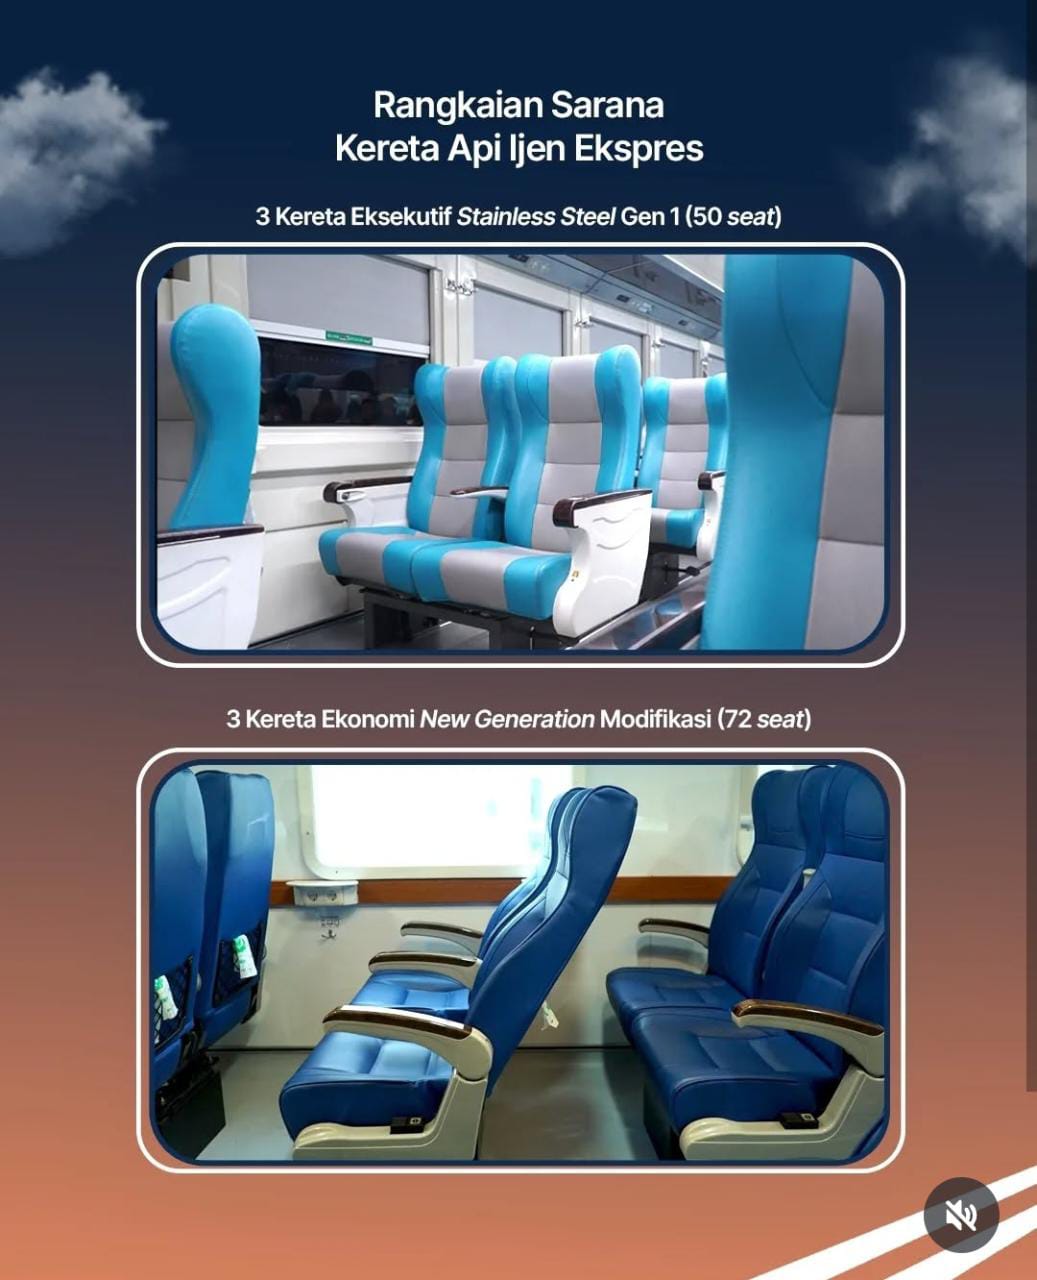 Rangkaian Sarana
Kereta Api Ijen Ekspres
3 Kereta Eksekutif Stainless Steel Gen 1 (50 seat)
3 Kereta Ekonomi New Generation Modifikasi (72 seat)